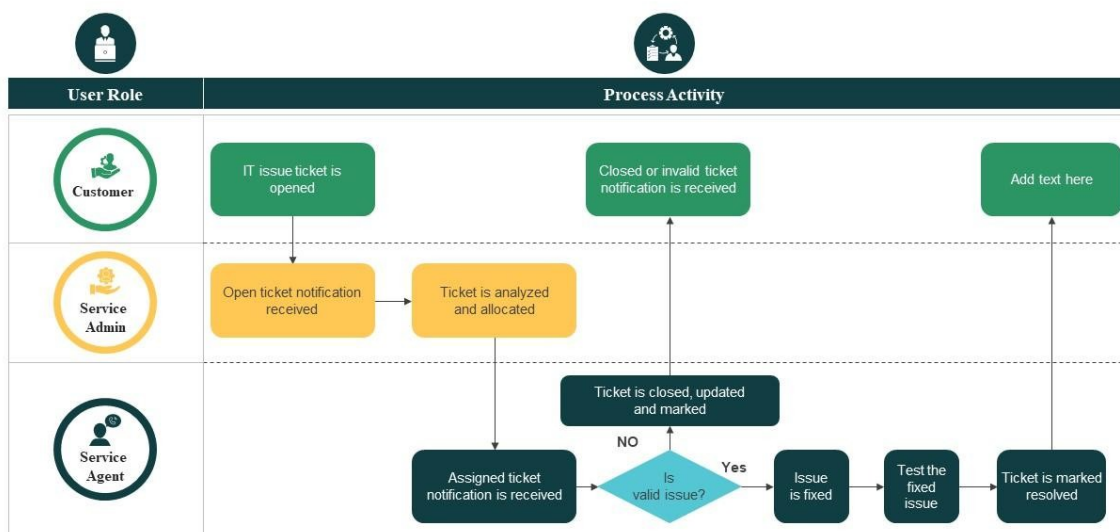 User Role
Process Activity
Customer
IT issue ticket is
opened
Closed or invalid ticket
notification is received
Add text here
Service
Admin
Open ticket notification
received
Ticket is analyzed
and allocated
Service
Agent
Ticket is closed, updated
and marked
NO
Assigned ticket
notification is received
Is
valid issue?
Yes
Issue
is fixed
Test the
fixed
issue
Ticket is marked
resolved